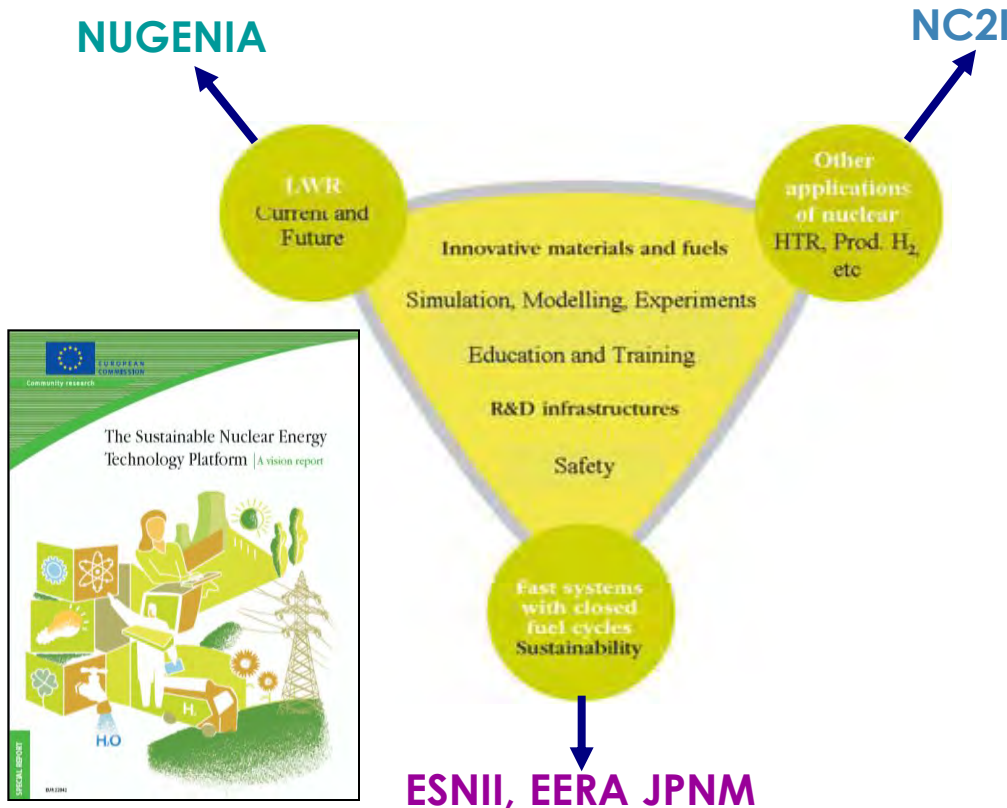 NUGENIA
NC2I
LWR
Current and
Future
Other
applications
of nuclear
HTR, Prod. H₂,
etc
Innovative materials and fuels
Simulation, Modelling, Experiments
Education and Training
R&D infrastructures
Safety
Fast systems
with closed
fuel cycles
Sustainability
ESNII, EERA JPNM
EUROPEAN
COMMISSION
Community research
The Sustainable Nuclear Energy
Technology Platform | A vision report
H₂
H₂O
SPECIAL REPORT